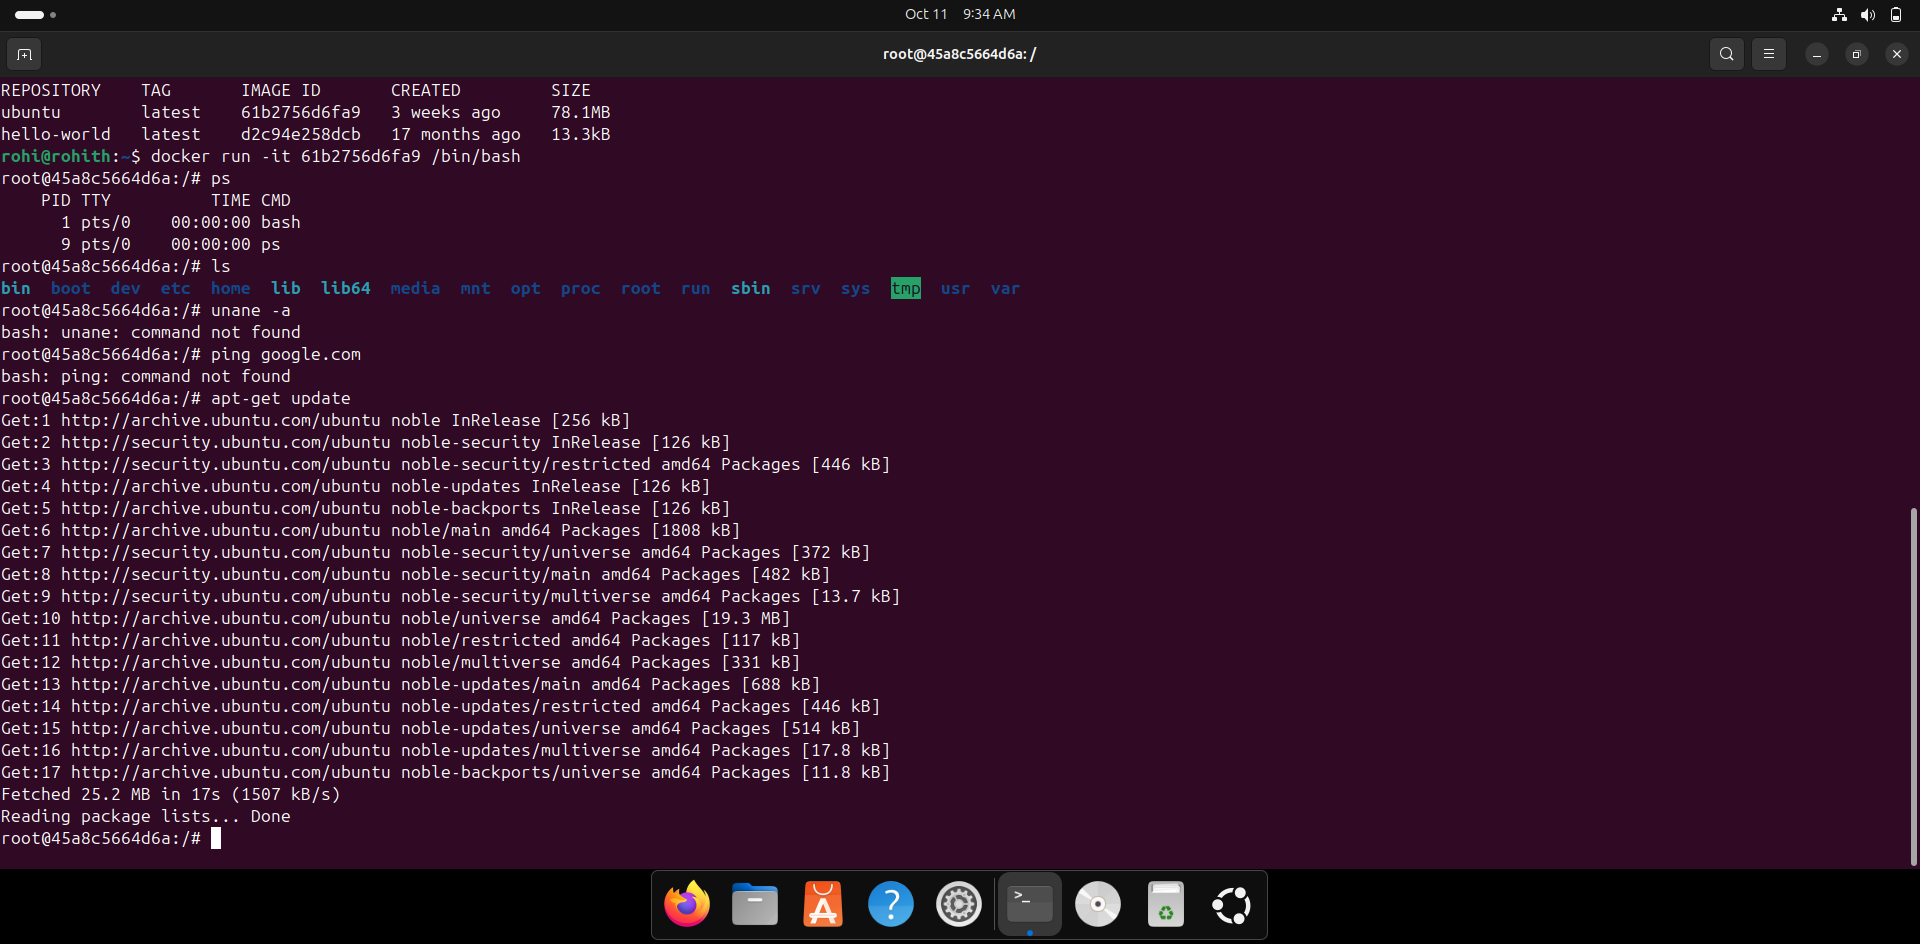 Oct 11 9:34 AM
root@45a8c5664d6a: /
REPOSITORY TAG IMAGE ID CREATED SIZE
ubuntu latest 61b2756d6fa9 3 weeks ago 78.1MB
hello-world latest d2c94e258dcb 17 months ago 13.3kB
rohi@rohith:~$ docker run -it 61b2756d6fa9 /bin/bash
root@45a8c5664d6a:/# ps
PID TTY TIME CMD
1 pts/0 00:00:00 bash
9 pts/0 00:00:00 ps
root@45a8c5664d6a:/# ls
bin boot dev etc home lib lib64 media mnt opt proc root run sbin srv sys tmp usr var
root@45a8c5664d6a:/# unane -a
bash: unane: command not found
root@45a8c5664d6a:/# ping google.com
bash: ping: command not found
root@45a8c5664d6a:/# apt-get update
Get:1 http://archive.ubuntu.com/ubuntu noble InRelease [256 kB]
Get:2 http://security.ubuntu.com/ubuntu noble-security InRelease [126 kB]
Get:3 http://security.ubuntu.com/ubuntu noble-security/restricted amd64 Packages [446 kB]
Get:4 http://archive.ubuntu.com/ubuntu noble-updates InRelease [126 kB]
Get:5 http://archive.ubuntu.com/ubuntu noble-backports InRelease [126 kB]
Get:6 http://archive.ubuntu.com/ubuntu noble/main amd64 Packages [1808 kB]
Get:7 http://security.ubuntu.com/ubuntu noble-security/universe amd64 Packages [372 kB]
Get:8 http://security.ubuntu.com/ubuntu noble-security/main amd64 Packages [482 kB]
Get:9 http://security.ubuntu.com/ubuntu noble-security/multiverse amd64 Packages [13.7 kB]
Get:10 http://archive.ubuntu.com/ubuntu noble/universe amd64 Packages [19.3 MB]
Get:11 http://archive.ubuntu.com/ubuntu noble/restricted amd64 Packages [117 kB]
Get:12 http://archive.ubuntu.com/ubuntu noble/multiverse amd64 Packages [331 kB]
Get:13 http://archive.ubuntu.com/ubuntu noble-updates/main amd64 Packages [688 kB]
Get:14 http://archive.ubuntu.com/ubuntu noble-updates/restricted amd64 Packages [446 kB]
Get:15 http://archive.ubuntu.com/ubuntu noble-updates/universe amd64 Packages [514 kB]
Get:16 http://archive.ubuntu.com/ubuntu noble-updates/multiverse amd64 Packages [17.8 kB]
Get:17 http://archive.ubuntu.com/ubuntu noble-backports/universe amd64 Packages [11.8 kB]
Fetched 25.2 MB in 17s (1507 kB/s)
Reading package lists... Done
root@45a8c5664d6a:/#